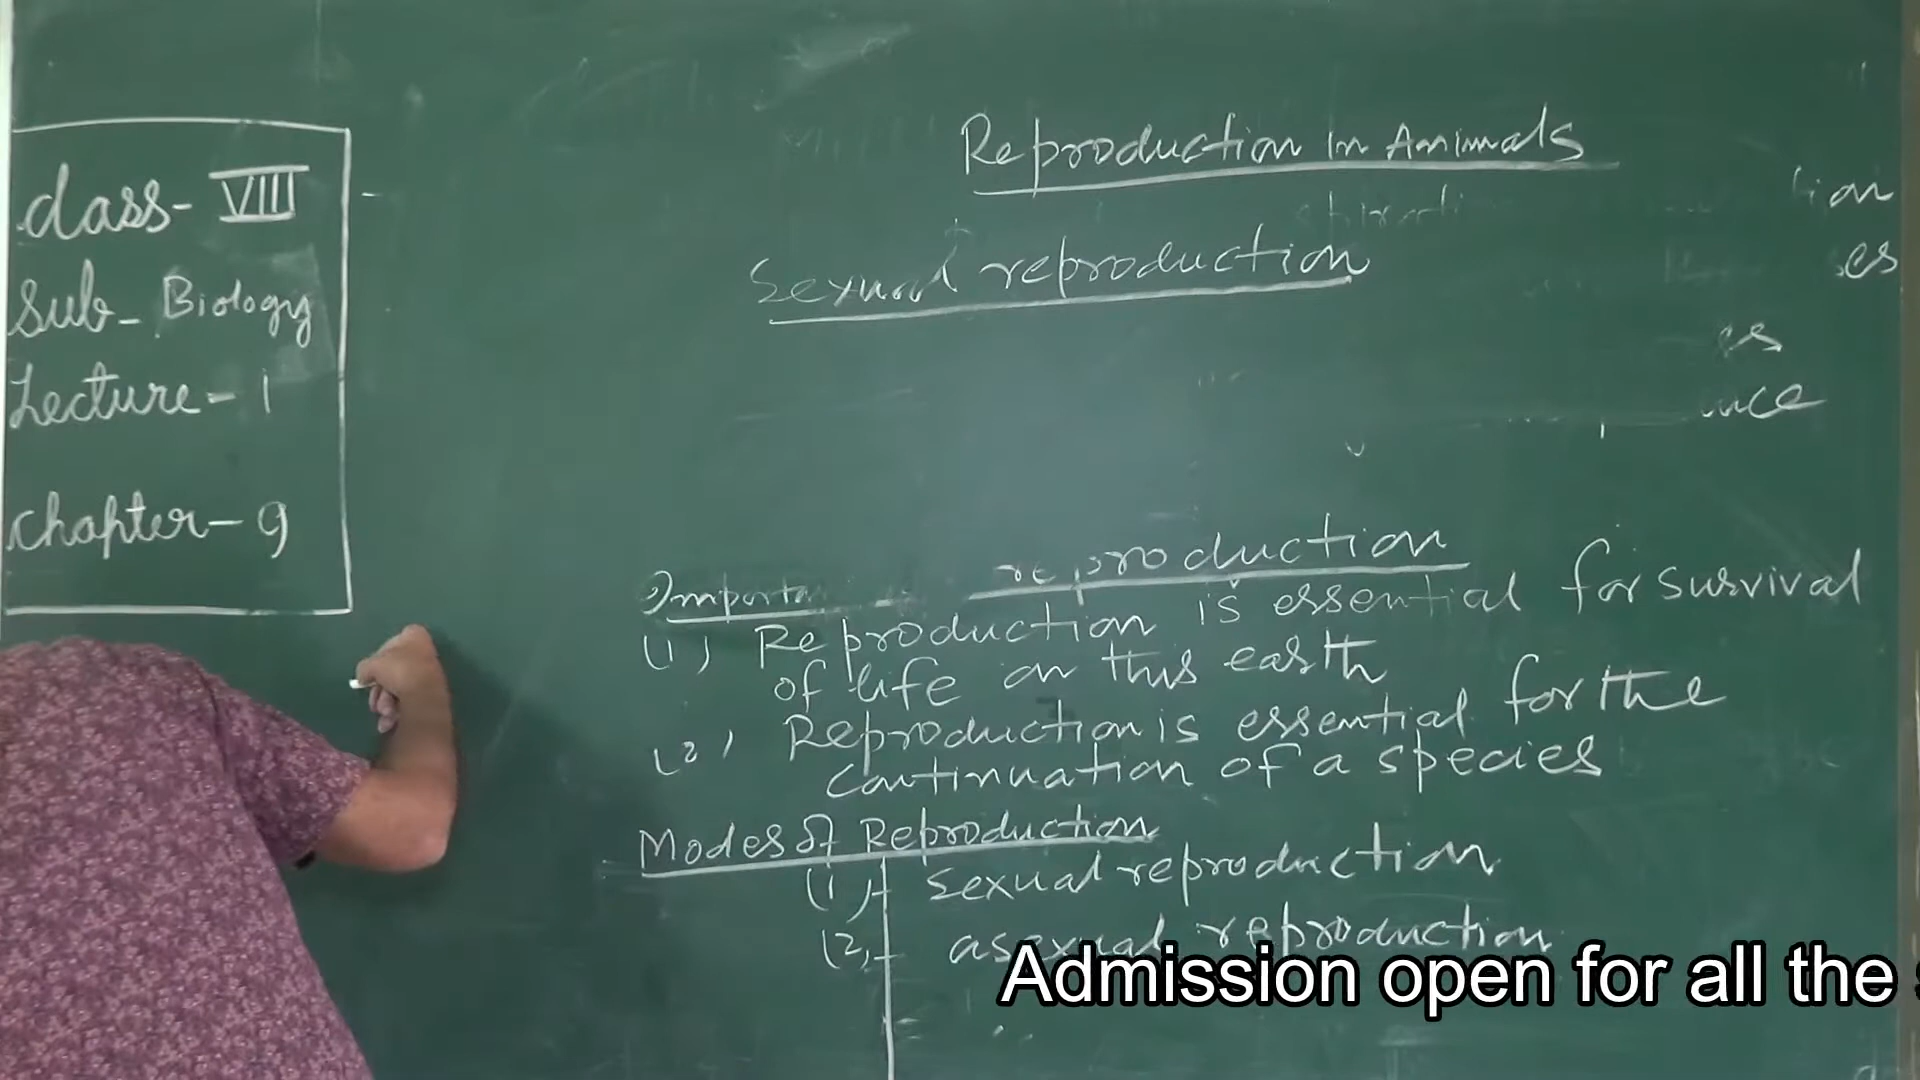 Class- VIII
Sub- Biology
Lecture- 1
Chapter- 9
Reproduction in Animals
Sexual reproduction
reproduction
(1) Reproduction is essential for survival
of life on this earth
(2) Reproduction is essential for the
Continuation of a species
Modes of Reproduction
(1)- sexual reproduction
(2)- asexual reproduction
Admission open for all the